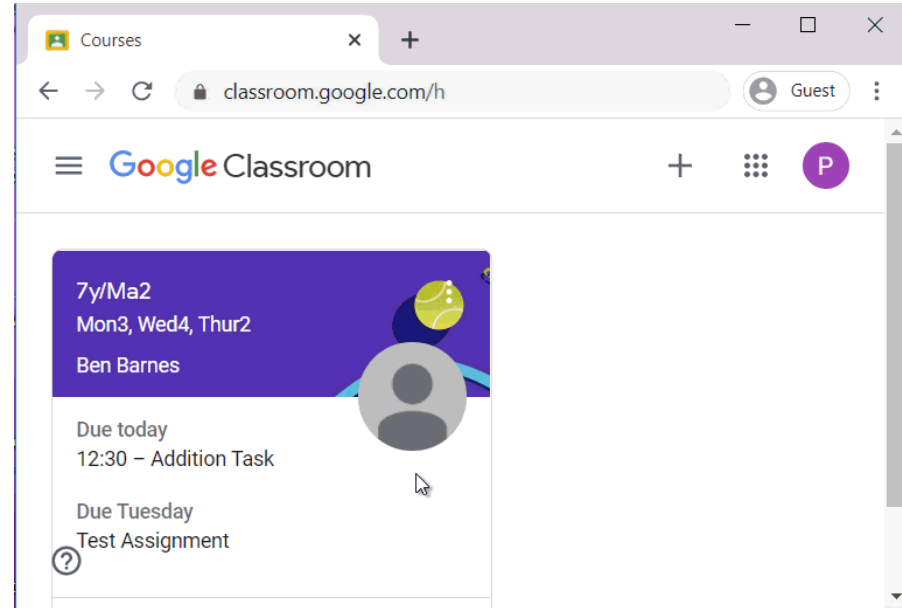 Courses
classroom.google.com/h
Guest
Google Classroom
P
7y/Ma2
Mon3, Wed4, Thur2
Ben Barnes
Due today
12:30 – Addition Task
Due Tuesday
Test Assignment
?